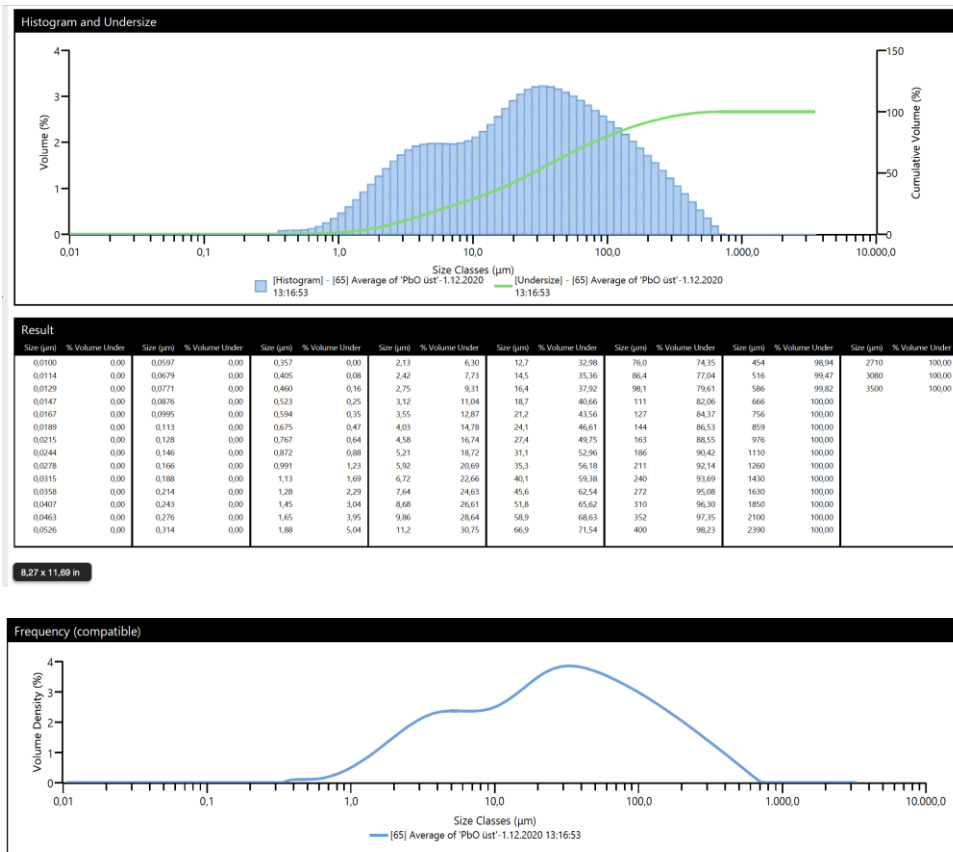 Histogram and Undersize
4
3
2
1
0
Volume (%)
150
100
50
0
Cumulative Volume (%)
0,01 0,1 1,0 10,0 100,0 1.000,0 10.000,0
Size Classes (µm)
[Histogram] - [65] Average of 'PbO üst'-1.12.2020 13:16:53
[Undersize] - [65] Average of 'PbO üst'-1.12.2020 13:16:53
Result
Size (µm) % Volume Under Size (µm) % Volume Under Size (µm) % Volume Under Size (µm) % Volume Under Size (µm) % Volume Under Size (µm) % Volume Under Size (µm) % Volume Under Size (µm) % Volume Under
0,0100 0,00 0,0597 0,00 0,357 0,00 2,13 6,30 12,7 32,98 76,0 74,35 454 98,94 2710 100,00
0,0114 0,00 0,0679 0,00 0,405 0,08 2,42 7,73 14,5 35,36 86,4 77,04 516 99,47 3080 100,00
0,0129 0,00 0,0771 0,00 0,460 0,16 2,75 9,31 16,4 37,92 98,1 79,61 586 99,82 3500 100,00
0,0147 0,00 0,0876 0,00 0,523 0,25 3,12 11,04 18,7 40,66 111 82,06 666 100,00
0,0167 0,00 0,0995 0,00 0,594 0,35 3,55 12,87 21,2 43,56 127 84,37 756 100,00
0,0189 0,00 0,113 0,00 0,675 0,47 4,03 14,78 24,1 46,61 144 86,53 859 100,00
0,0215 0,00 0,128 0,00 0,767 0,64 4,58 16,74 27,4 49,75 163 88,55 976 100,00
0,0244 0,00 0,146 0,00 0,872 0,88 5,21 18,72 31,1 52,96 186 90,42 1110 100,00
0,0278 0,00 0,166 0,00 0,991 1,23 5,92 20,69 35,3 56,18 211 92,14 1260 100,00
0,0315 0,00 0,188 0,00 1,13 1,69 6,72 22,66 40,1 59,38 240 93,69 1430 100,00
0,0358 0,00 0,214 0,00 1,28 2,29 7,64 24,63 45,6 62,54 272 95,08 1630 100,00
0,0407 0,00 0,243 0,00 1,45 3,04 8,68 26,61 51,8 65,62 310 96,30 1850 100,00
0,0463 0,00 0,276 0,00 1,65 3,95 9,86 28,64 58,9 68,63 352 97,35 2100 100,00
0,0526 0,00 0,314 0,00 1,88 5,04 11,2 30,75 66,9 71,54 400 98,23 2390 100,00
8,27 x 11,69 in
Frequency (compatible)
4
3
2
1
0
Volume Density (%)
0,01 0,1 1,0 10,0 100,0 1.000,0 10.000,0
Size Classes (µm)
[65] Average of 'PbO üst'-1.12.2020 13:16:53